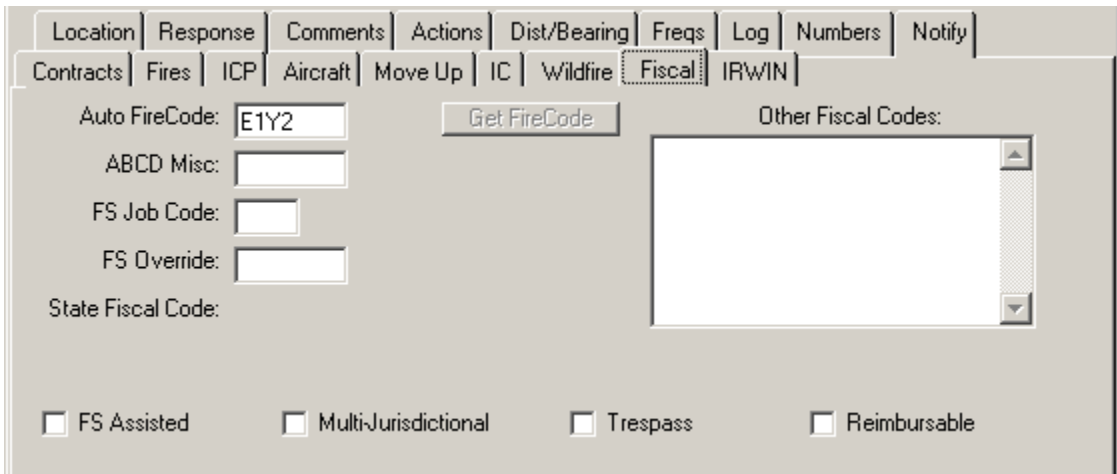 Location Response Comments Actions Dist/Bearing Freqs Log Numbers Notify
Contracts Fires ICP Aircraft Move Up IC Wildfire Fiscal IRWIN
Auto FireCode: E1Y2 Get FireCode Other Fiscal Codes:
ABCD Misc:
FS Job Code:
FS Override:
State Fiscal Code:
FS Assisted Multi-Jurisdictional Trespass Reimbursable